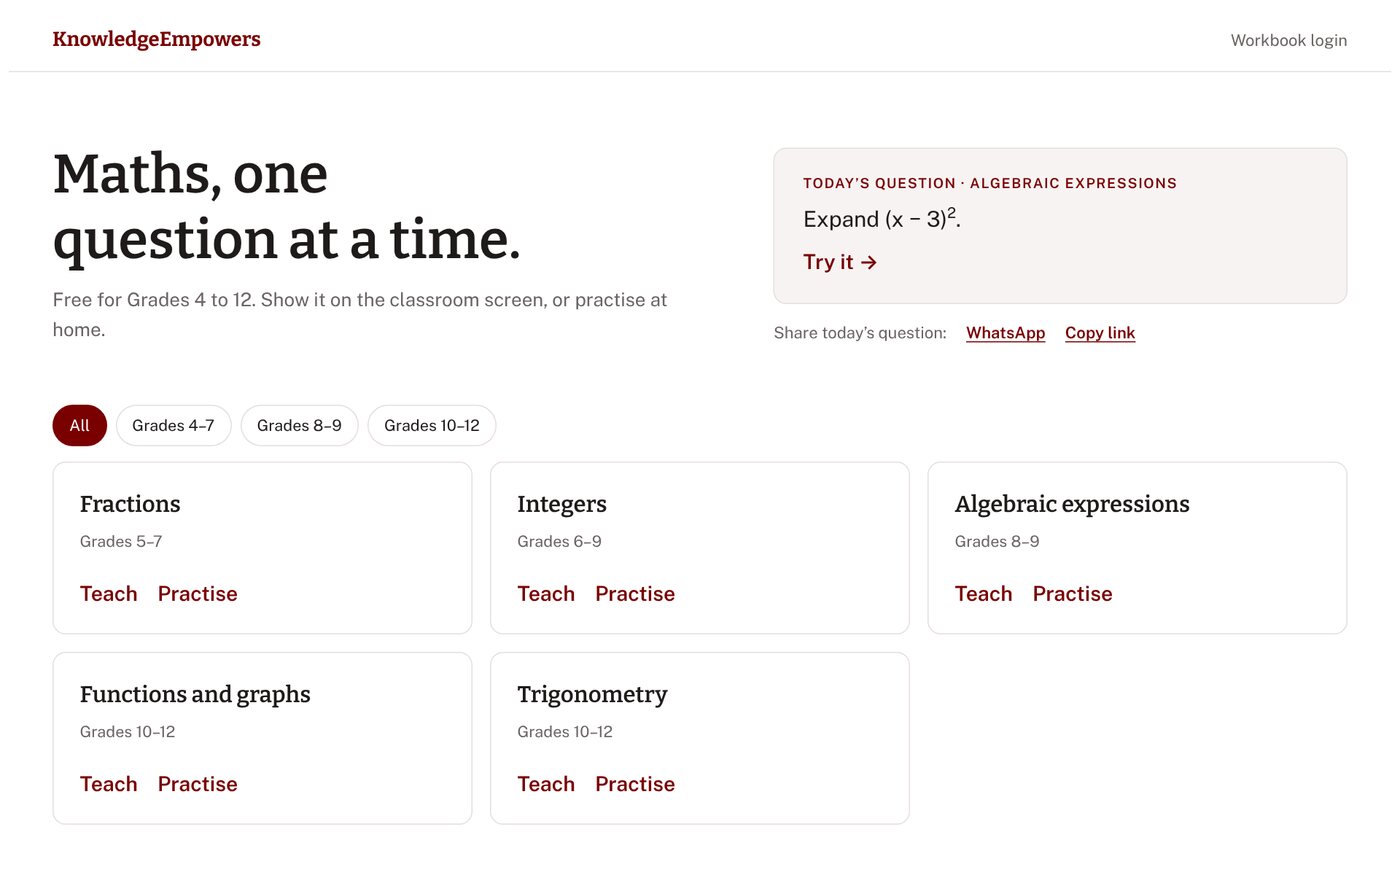 KnowledgeEmpowers
Workbook login
Maths, one
question at a time.
Free for Grades 4 to 12. Show it on the classroom screen, or practise at
home.
TODAY’S QUESTION · ALGEBRAIC EXPRESSIONS
Expand (x − 3)².
Try it →
Share today’s question: WhatsApp Copy link
All Grades 4–7 Grades 8–9 Grades 10–12
Fractions
Grades 5–7
Teach Practise
Integers
Grades 6–9
Teach Practise
Algebraic expressions
Grades 8–9
Teach Practise
Functions and graphs
Grades 10–12
Teach Practise
Trigonometry
Grades 10–12
Teach Practise